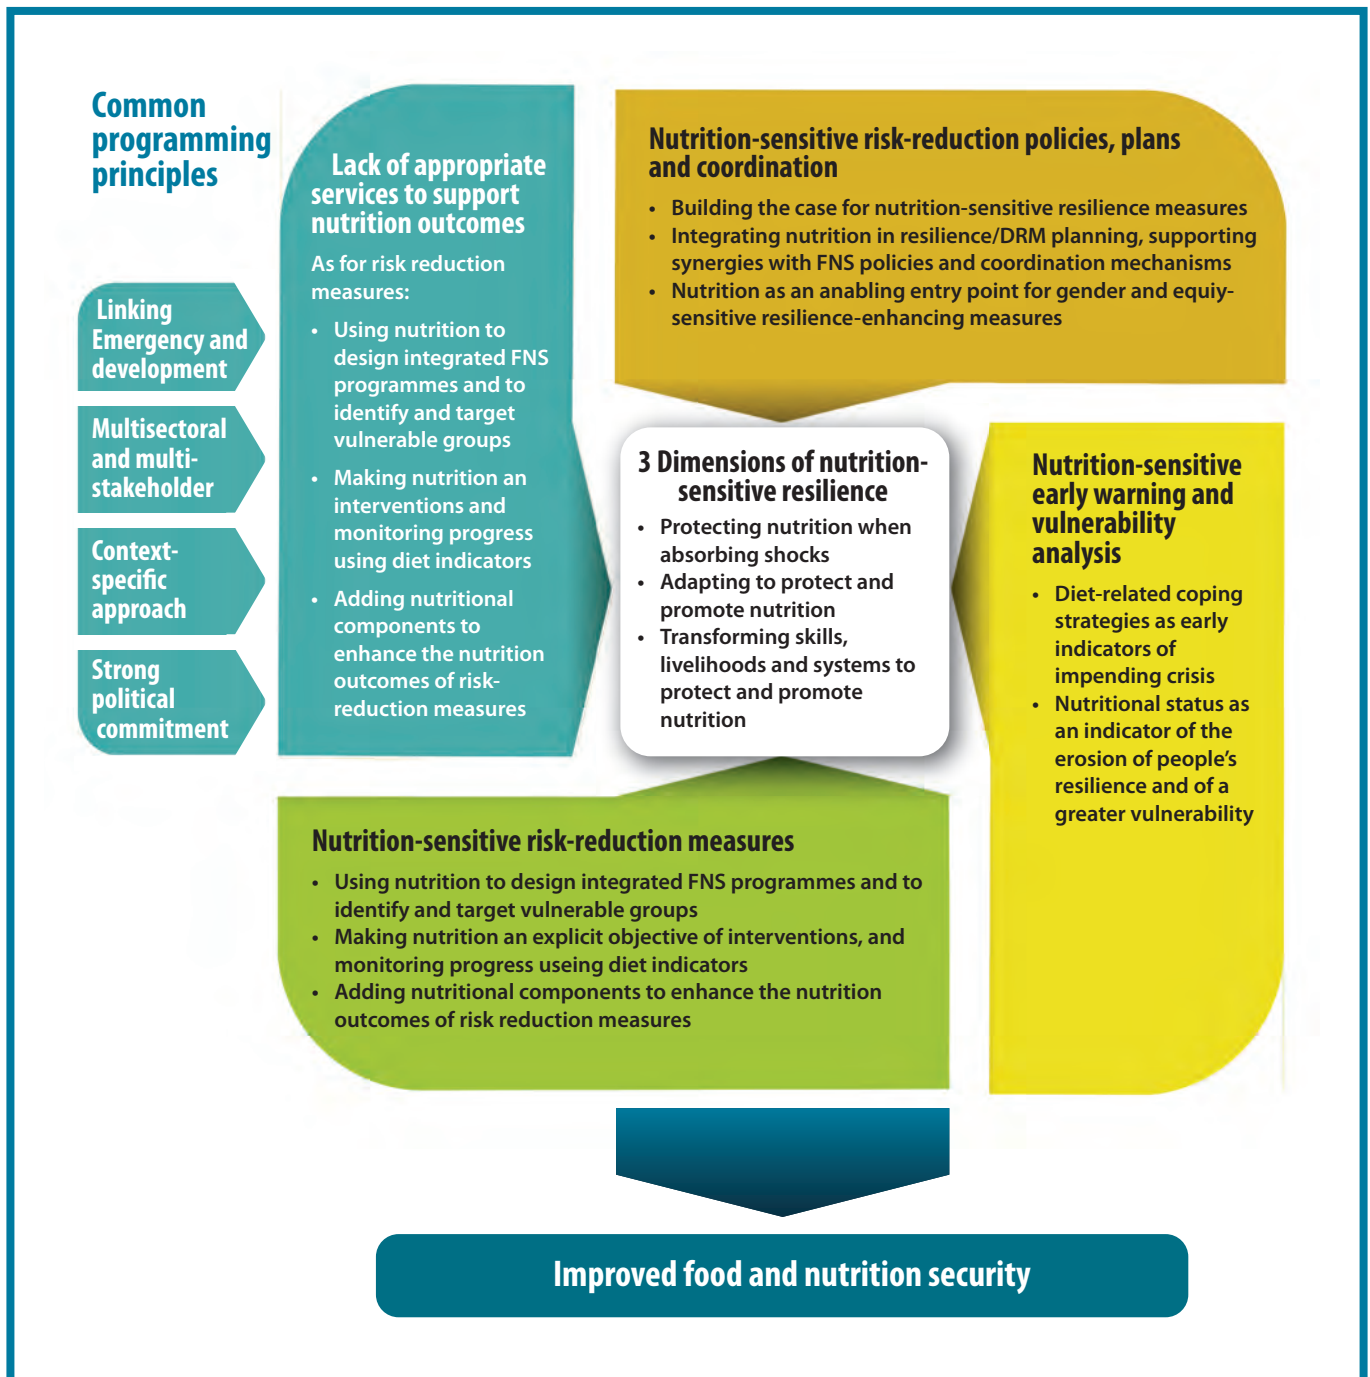 Common
programming
principles
Linking
Emergency and
development
Multisectoral
and multi-
stakeholder
Context-
specific
approach
Strong
political
commitment
Lack of appropriate
services to support
nutrition outcomes
As for risk reduction
measures:
• Using nutrition to
design integrated FNS
programmes and to
identify and target
vulnerable groups
• Making nutrition an
interventions and
monitoring progress
using diet indicators
• Adding nutritional
components to
enhance the nutrition
outcomes of risk-
reduction measures
Nutrition-sensitive risk-reduction policies, plans
and coordination
• Building the case for nutrition-sensitive resilience measures
• Integrating nutrition in resilience/DRM planning, supporting
synergies with FNS policies and coordination mechanisms
• Nutrition as an anabling entry point for gender and equiy-
sensitive resilience-enhancing measures
3 Dimensions of nutrition-
sensitive resilience
• Protecting nutrition when
absorbing shocks
• Adapting to protect and
promote nutrition
• Transforming skills,
livelihoods and systems to
protect and promote
nutrition
Nutrition-sensitive
early warning and
vulnerability
analysis
• Diet-related coping
strategies as early
indicators of
impending crisis
• Nutritional status as
an indicator of the
erosion of people's
resilience and of a
greater vulnerability
Nutrition-sensitive risk-reduction measures
• Using nutrition to design integrated FNS programmes and to
identify and target vulnerable groups
• Making nutrition an explicit objective of interventions, and
monitoring progress useing diet indicators
• Adding nutritional components to enhance the nutrition
outcomes of risk reduction measures
Improved food and nutrition security